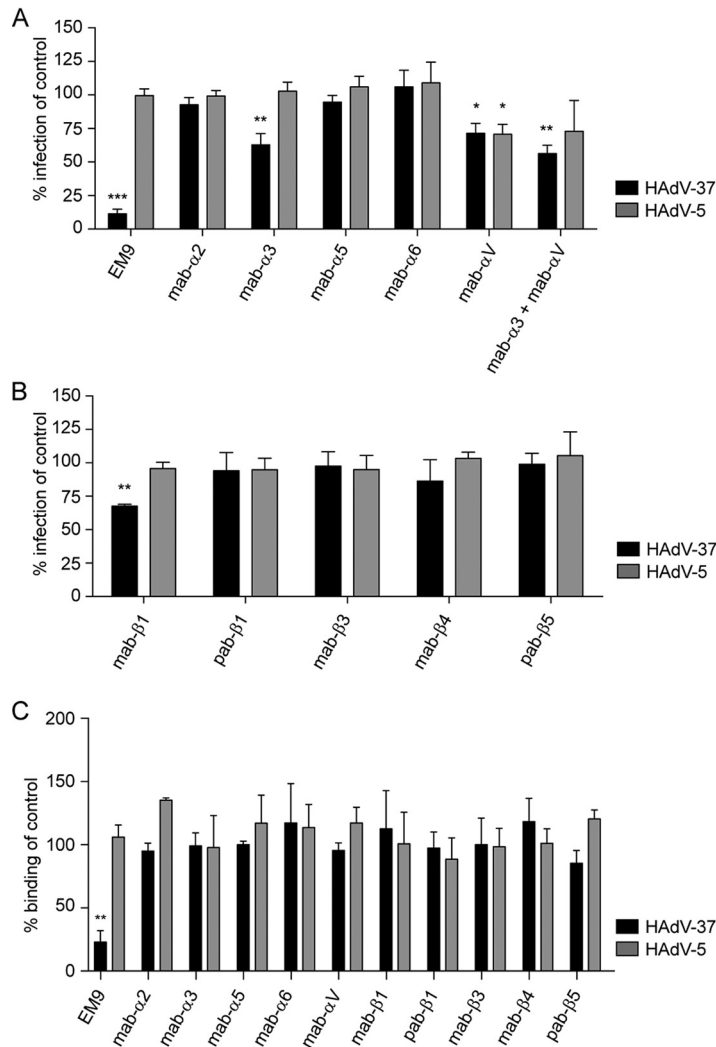 A
% infection of control
150
125
100
75
50
25
0
***
**
*
*
**
EM9
mab-α2
mab-α3
mab-α5
mab-α6
mab-αV
mab-α3 + mab-αV
HAdV-37
HAdV-5
B
% infection of control
150
125
100
75
50
25
0
**
mab-β1
pab-β1
mab-β3
mab-β4
pab-β5
HAdV-37
HAdV-5
C
% binding of control
200
150
100
50
0
**
EM9
mab-α2
mab-α3
mab-α5
mab-α6
mab-αV
mab-β1
pab-β1
mab-β3
mab-β4
pab-β5
HAdV-37
HAdV-5